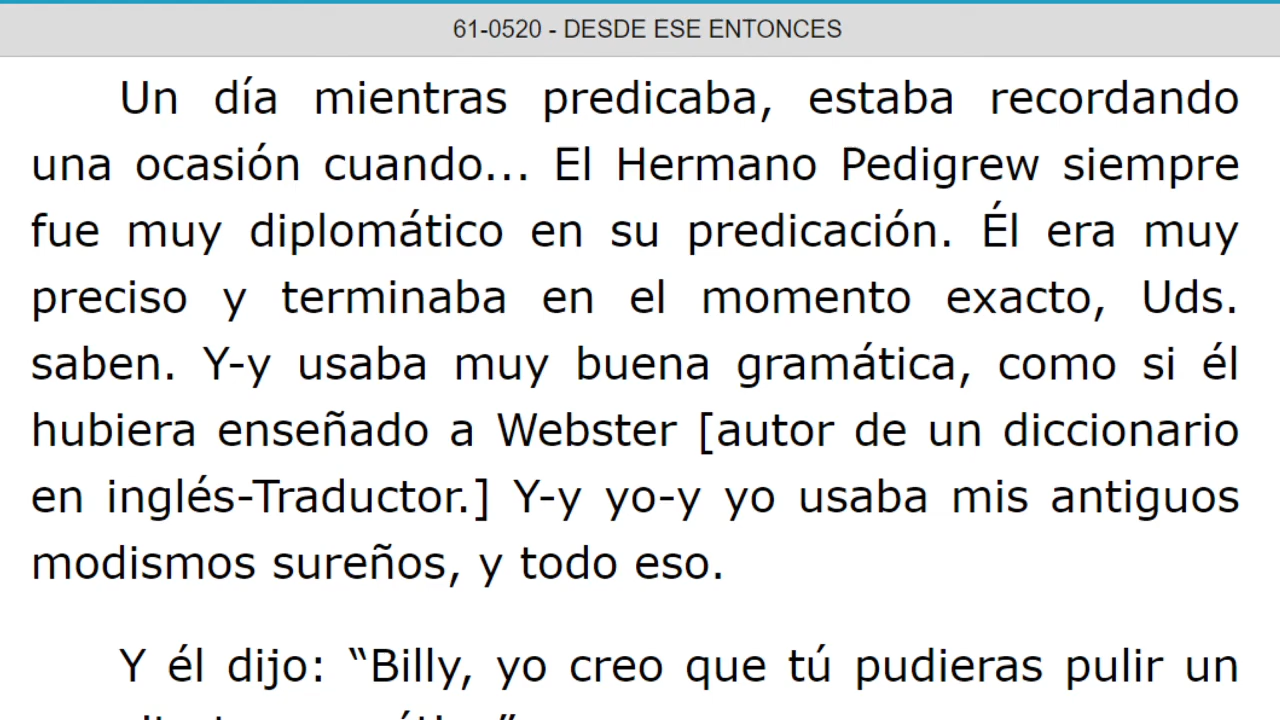 61-0520 - DESDE ESE ENTONCES
Un día mientras predicaba, estaba recordando
una ocasión cuando... El Hermano Pedigrew siempre
fue muy diplomático en su predicación. Él era muy
preciso y terminaba en el momento exacto, Uds.
saben. Y-y usaba muy buena gramática, como si él
hubiera enseñado a Webster [autor de un diccionario
en inglés-Traductor.] Y-y yo-y yo usaba mis antiguos
modismos sureños, y todo eso.
Y él dijo: “Billy, yo creo que tú pudieras pulir un